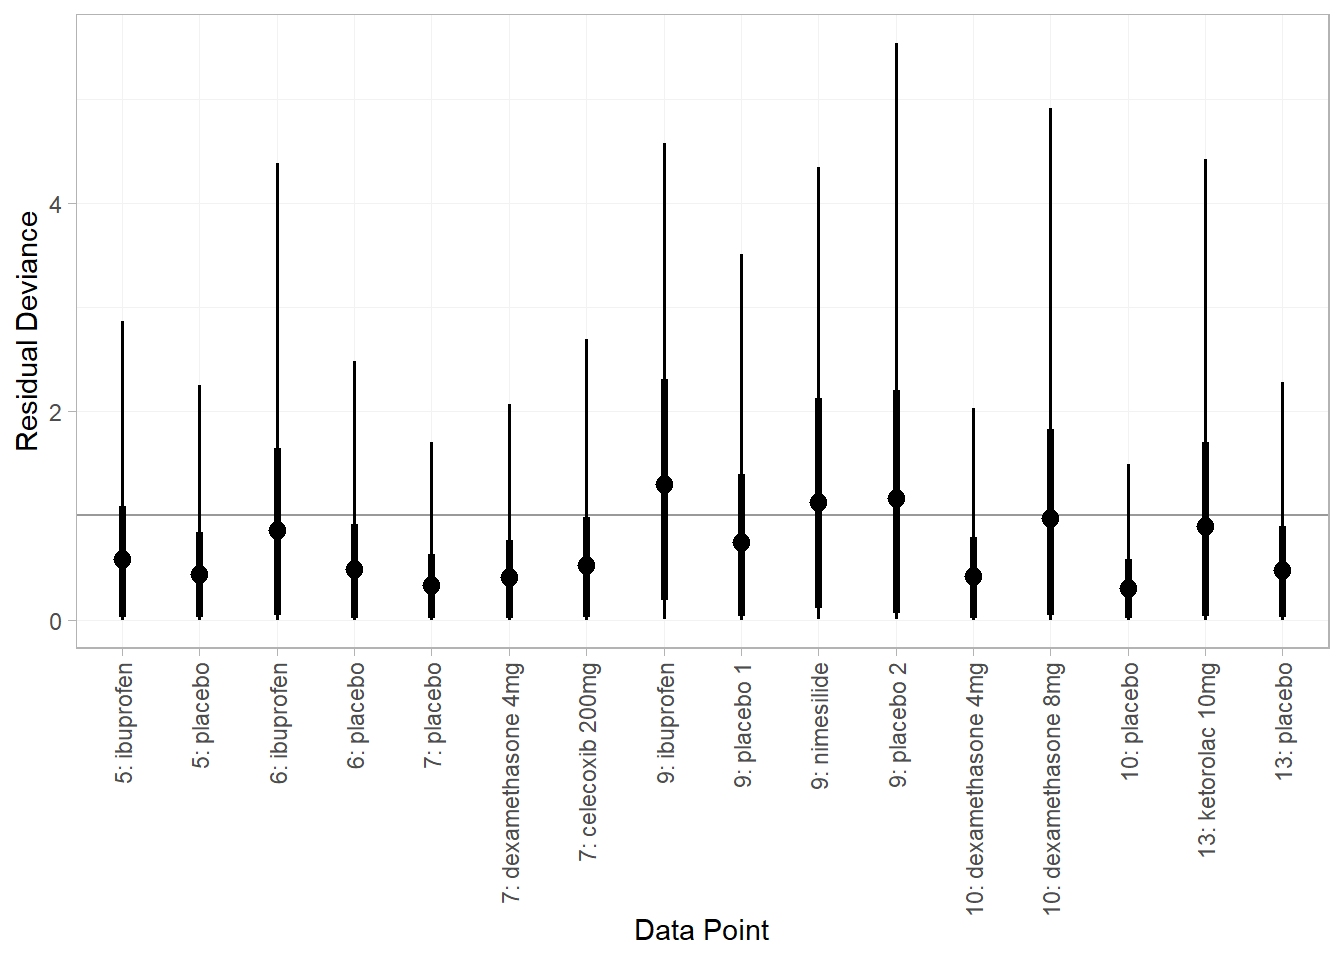 Residual Deviance
4
2
0
5: ibuprofen
5: placebo
6: ibuprofen
6: placebo
7: placebo
7: dexamethasone 4mg
7: celecoxib 200mg
9: ibuprofen
9: placebo 1
9: nimesilide
9: placebo 2
10: dexamethasone 4mg
10: dexamethasone 8mg
10: placebo
13: ketorolac 10mg
13: placebo
Data Point